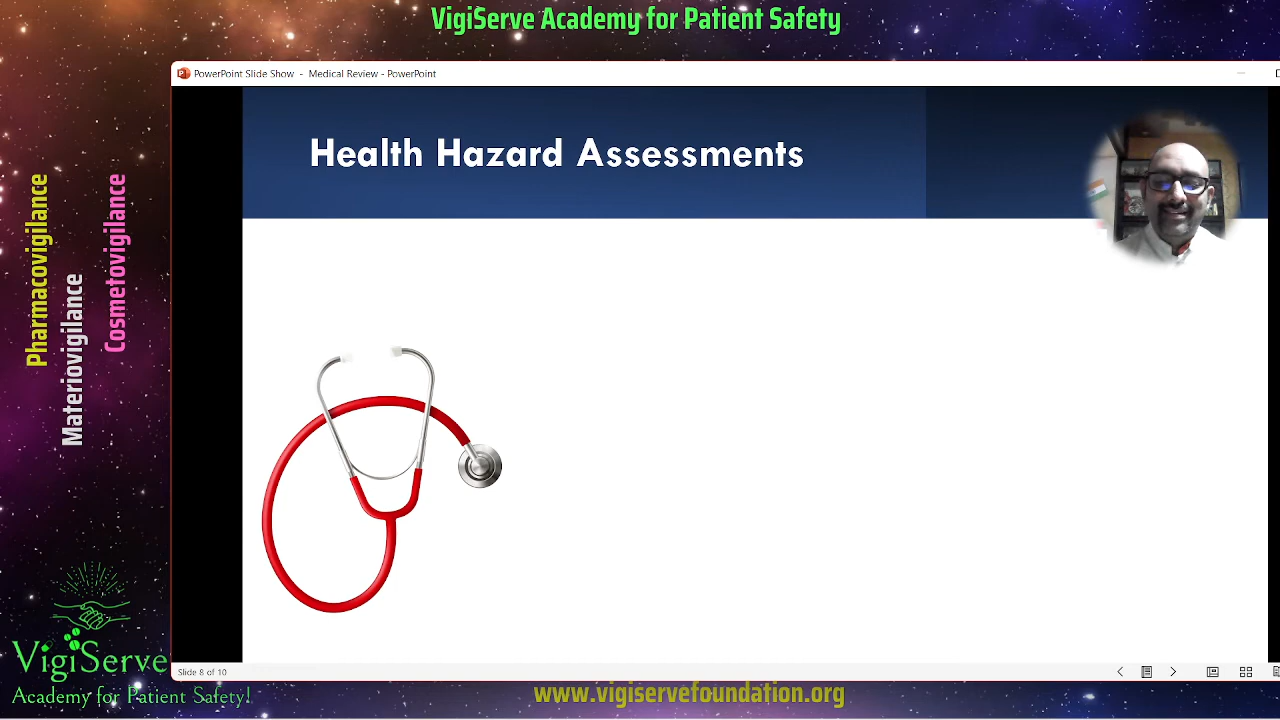 VigiServe Academy for Patient Safety
PowerPoint Slide Show - Medical Review - PowerPoint
Health Hazard Assessments
Pharmacovigilance
Materiovigilance
Cosmetovigilance
VigiServe
Academy for Patient Safety!
Slide 8 of 10
www.vigiservefoundation.org